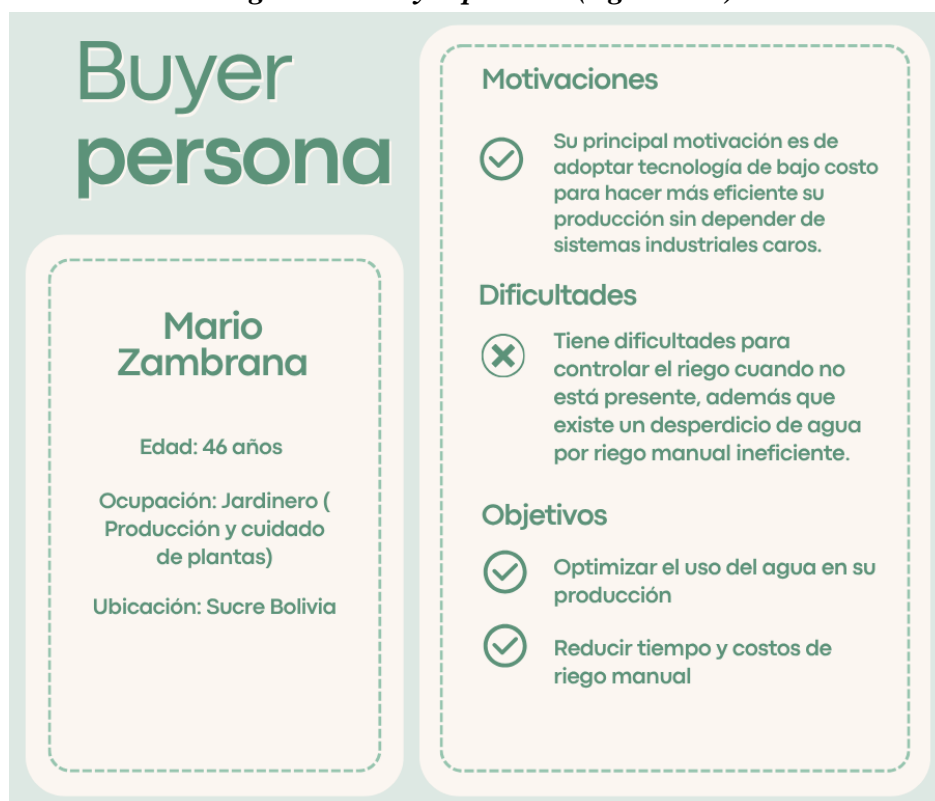 Buyer
persona
Mario
Zambrana
Edad: 46 años
Ocupación: Jardinero (
Producción y cuidado
de plantas)
Ubicación: Sucre Bolivia
Motivaciones
Su principal motivación es de
adoptar tecnología de bajo costo
para hacer más eficiente su
producción sin depender de
sistemas industriales caros.
Dificultades
Tiene dificultades para
controlar el riego cuando no
está presente, además que
existe un desperdicio de agua
por riego manual ineficiente.
Objetivos
Optimizar el uso del agua en su
producción
Reducir tiempo y costos de
riego manual